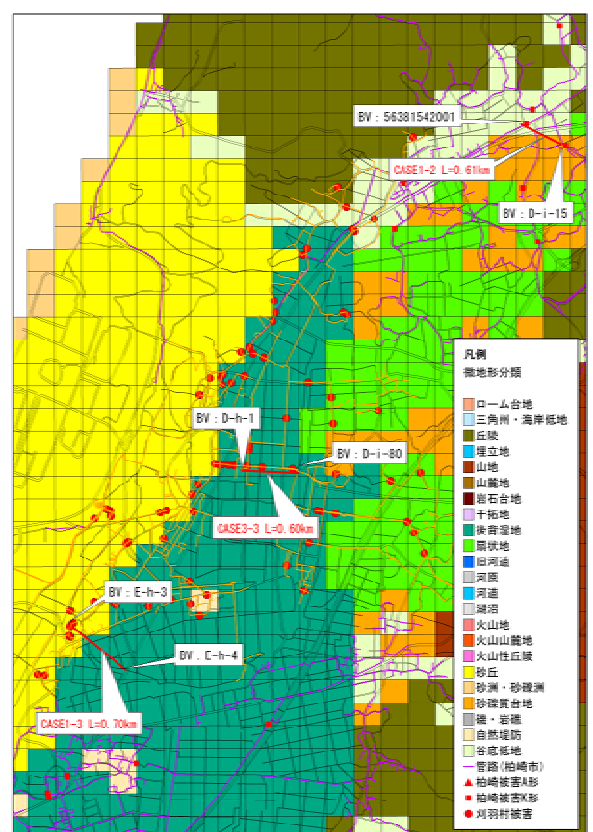 BV：56381542001
CASE1-2 L=0.61km
BV：D-i-15
凡例
微地形分類
ローム台地
三角州・海岸低地
丘陵
埋立地
山地
山麓地
岩石台地
干拓地
後背湿地
扇状地
旧河道
河原
河道
湖沼
火山地
火山山麓地
火山性丘陵
砂丘
砂洲・砂礫洲
砂礫質台地
礁・岩礁
自然堤防
谷底低地
管路(柏崎市)
柏崎被害A形
柏崎被害K形
刈羽村被害
BV：D-h-1
BV：D-i-80
CASE3-3 L=0.60km
BV：E-h-3
BV．E-h-4
CASE1-3 L=0.70km